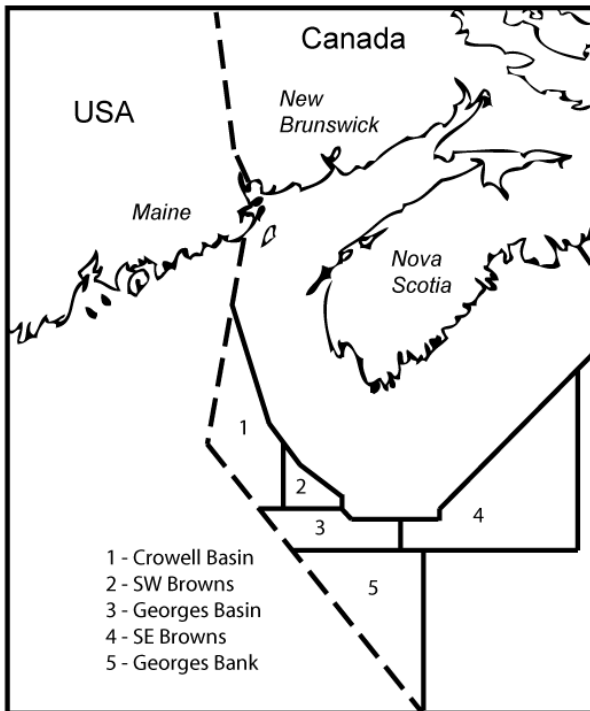 Canada
USA
New
Brunswick
Maine
Nova
Scotia
1
2
3
4
5
1 - Crowell Basin
2 - SW Browns
3 - Georges Basin
4 - SE Browns
5 - Georges Bank